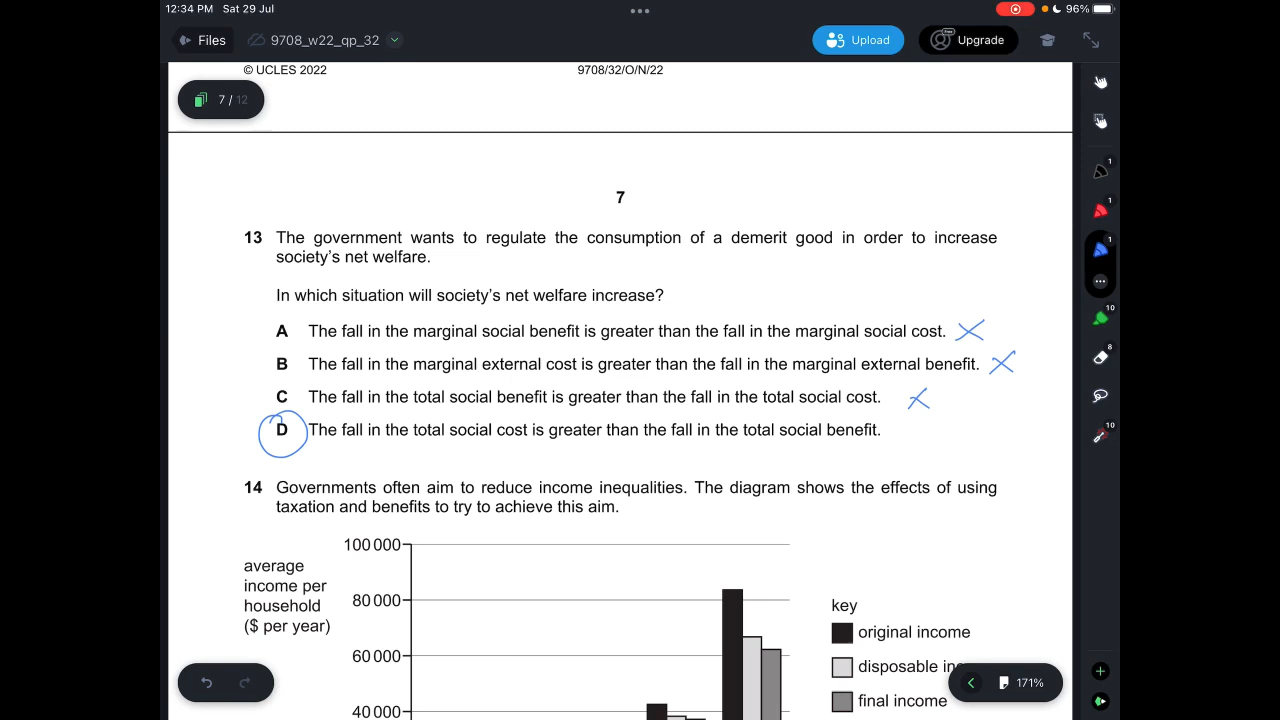 12:34 PM Sat 29 Jul
96%
Files
9708_w22_qp_32
Upload
Free
Upgrade
© UCLES 2022
9708/32/O/N/22
7 / 12
7
13 The government wants to regulate the consumption of a demerit good in order to increase
society's net welfare.
In which situation will society's net welfare increase?
A The fall in the marginal social benefit is greater than the fall in the marginal social cost.
B The fall in the marginal external cost is greater than the fall in the marginal external benefit.
C The fall in the total social benefit is greater than the fall in the total social cost.
D The fall in the total social cost is greater than the fall in the total social benefit.
14 Governments often aim to reduce income inequalities. The diagram shows the effects of using
taxation and benefits to try to achieve this aim.
average
income per
household
($ per year)
100 000
80 000
60 000
40 000
key
original income
disposable
final income
171%
1
1
1
10
8
10